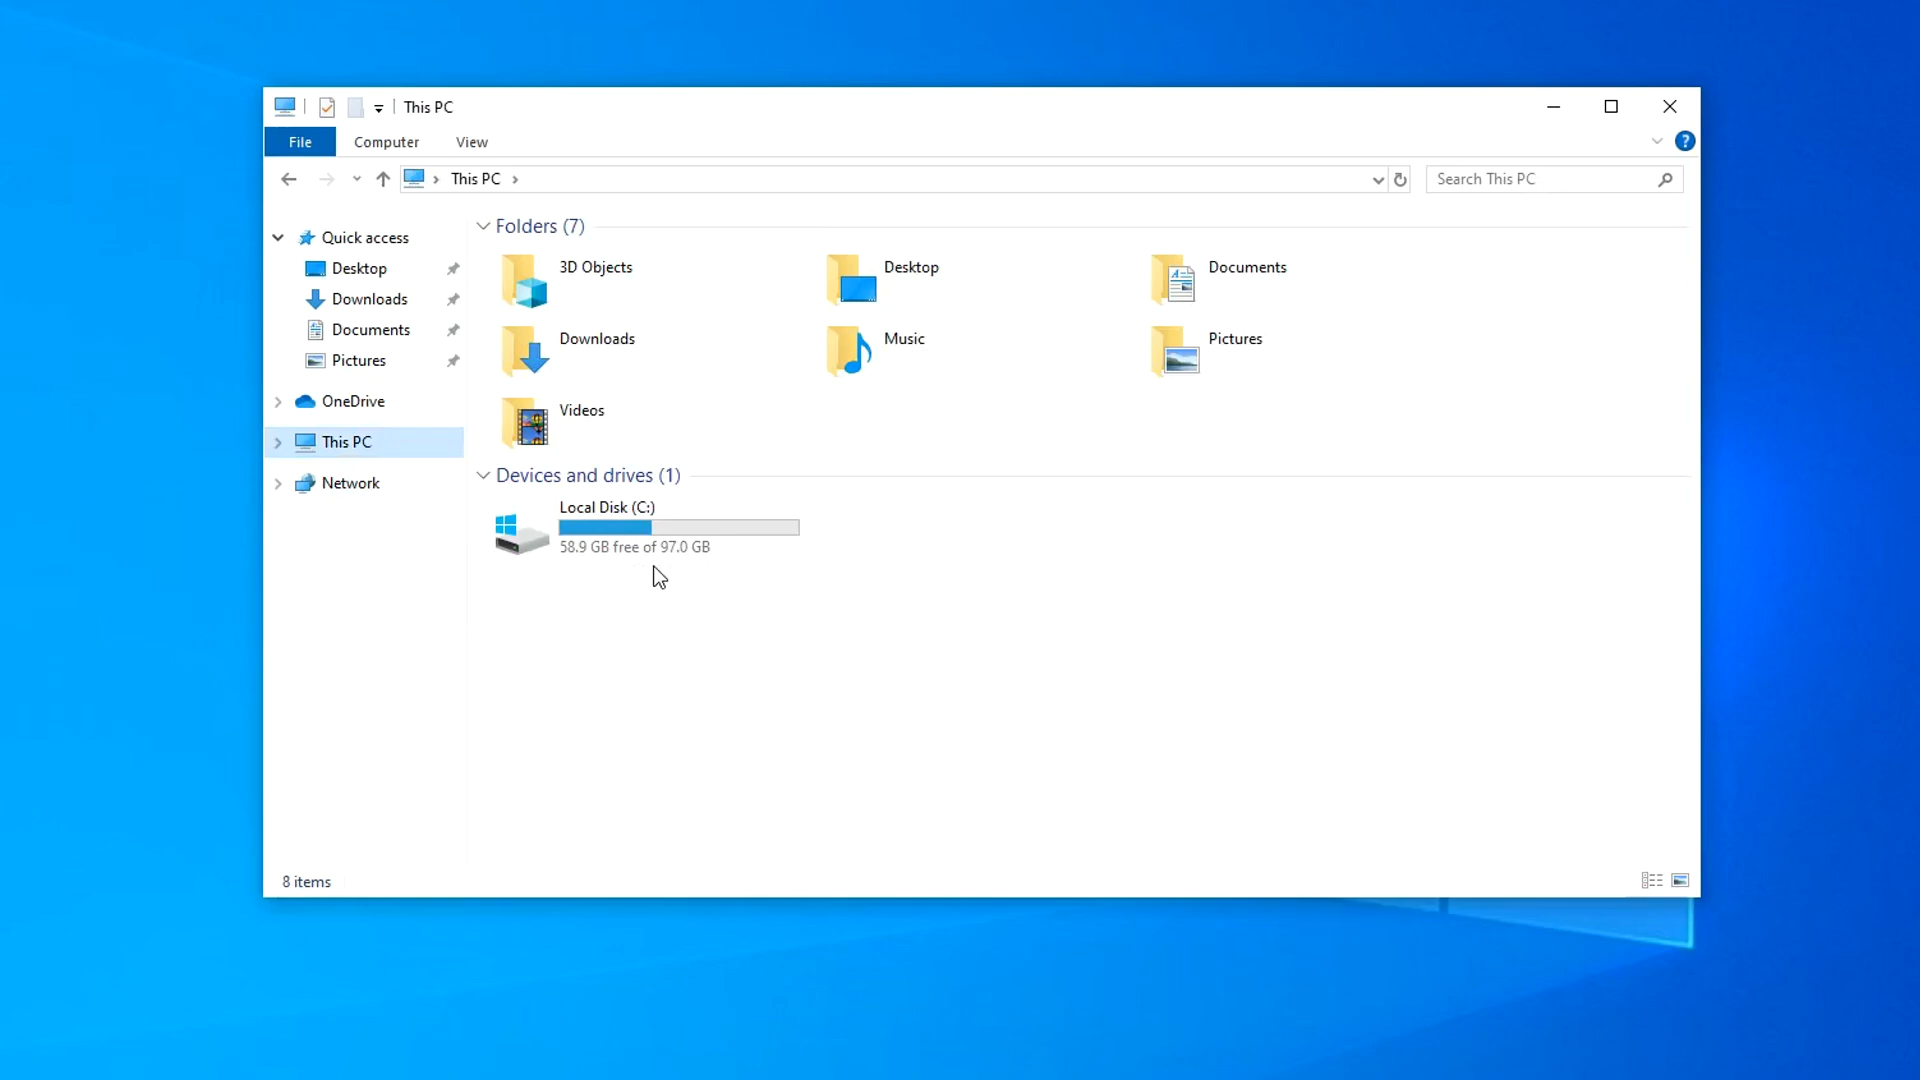 This PC
File Computer View
This PC
Search This PC
Quick access
Desktop
Downloads
Documents
Pictures
OneDrive
This PC
Network
Folders (7)
3D Objects
Desktop
Documents
Downloads
Music
Pictures
Videos
Devices and drives (1)
Local Disk (C:)
58.9 GB free of 97.0 GB
8 items